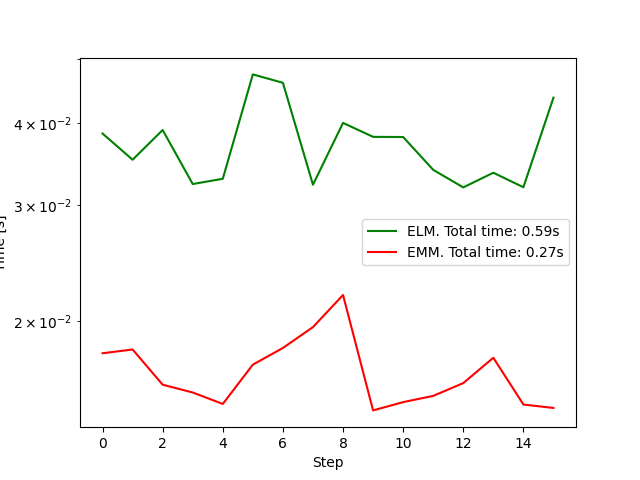 4 × 10⁻²
3 × 10⁻²
2 × 10⁻²
Time [s]
ELM. Total time: 0.59s
EMM. Total time: 0.27s
0 2 4 6 8 10 12 14
Step